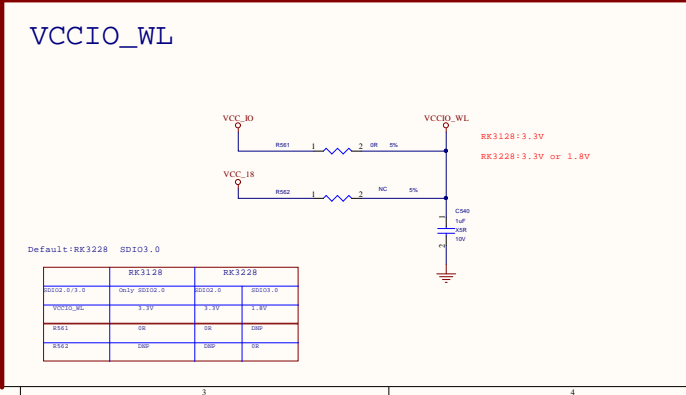 VCCIO_WL
VCC_IO
VCCIO_WL
RK3128:3.3V
R561 1 2 0R 5%
RK3228:3.3V or 1.8V
VCC_18
R562 1 2 NC 5%
C540
1uF
X5R
10V
1
2
Default:RK3228 SDIO3.0
RK3128 RK3228
SDIO2.0/3.0 Only SDIO2.0 SDIO2.0 SDIO3.0
VCCIO_WL 3.3V 3.3V 1.8V
R561 0R 0R DNP
R562 DNP DNP 0R
3 4